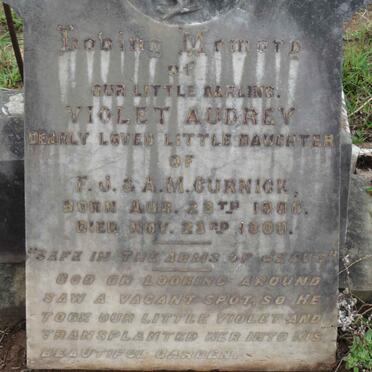 Loving Memory
of
OUR LITTLE DARLING.
VIOLET AUDREY
DEARLY LOVED LITTLE DAUGHTER
OF
F.J. & A.M. CURNICK,
BORN AUG.
DIED NOV. 23RD
"SAFE IN THE ARMS OF JESUS"
GOD ON LOOKING AROUND
SAW A VACANT SPOT, SO HE
TOOK OUR LITTLE VIOLET AND
TRANSPLANTED HER INTO HIS
BEAUTIFUL GARDEN.